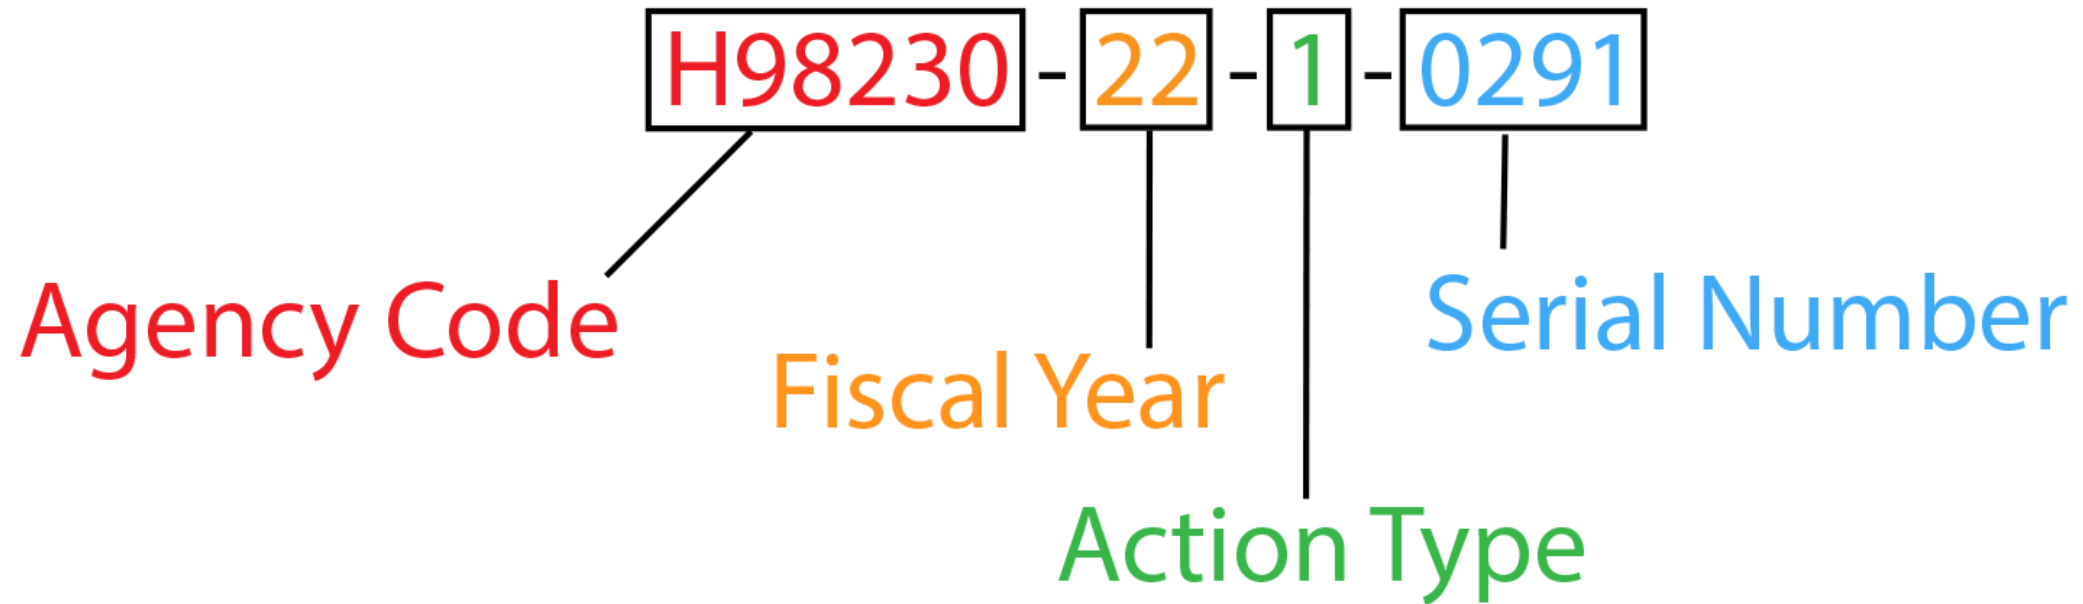 H98230-22-1-0291
Agency Code
Serial Number
Fiscal Year
Action Type